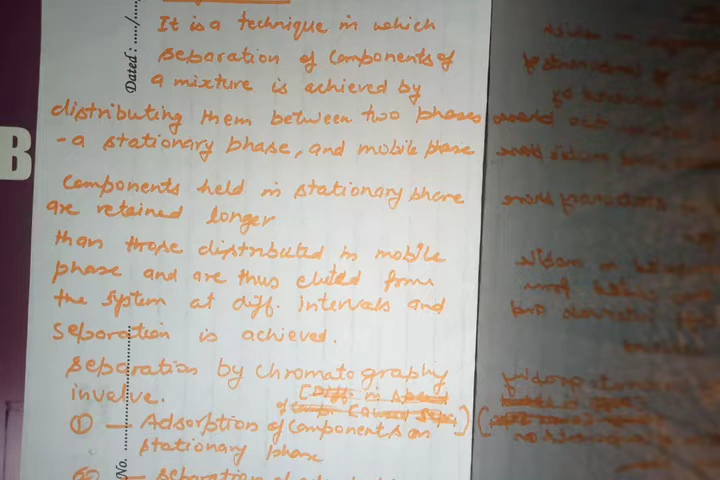 Dated : ...../.....
It is a technique in which
separation of components of
a mixture is achieved by
distributing them between two phases
- a stationary phase, and mobile phase
Components held in stationary phase
are retained longer
than those distributed in mobile
phase and are thus eluted from
the system at diff. intervals and
separation is achieved.
Separation by chromatography
involve.
① — Adsorption of components on
stationary phase
No.
B